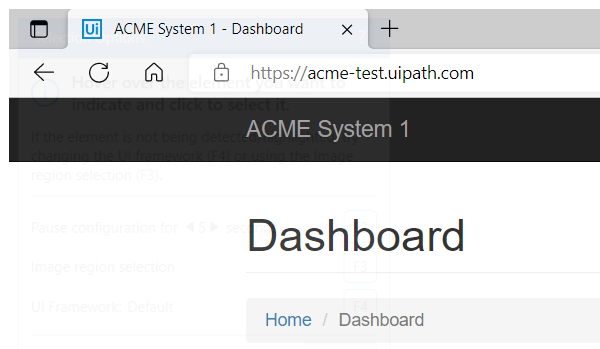 Ui ACME System 1 - Dashboard
https://acme-test.uipath.com
Hover over the element you want to
indicate and click to select it.
ACME System 1
If the element is not being detected,
changing the UI framework (F4) or using the image
region selection (F3).
Dashboard
Pause configuration for 5 seconds
Image region selection F3
UI Framework: Default F4
Home / Dashboard